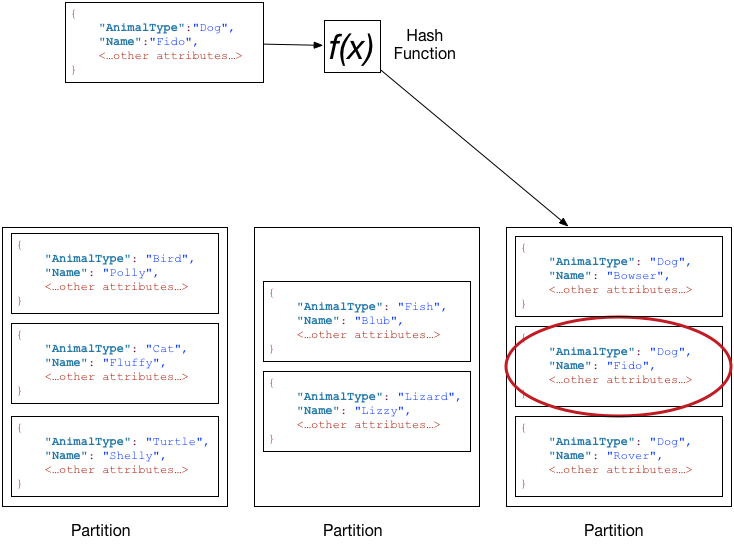 {
"AnimalType":"Dog",
"Name":"Fido",
<…other attributes…>
}
f(x)
Hash
Function
{
"AnimalType": "Bird",
"Name": "Polly",
<…other attributes…>
}
{
"AnimalType": "Cat",
"Name": "Fluffy",
<…other attributes…>
}
{
"AnimalType": "Turtle",
"Name": "Shelly",
<…other attributes…>
}
Partition
{
"AnimalType": "Fish",
"Name": "Blub",
<…other attributes…>
}
{
"AnimalType": "Lizard",
"Name": "Lizzy",
<…other attributes…>
}
Partition
{
"AnimalType": "Dog",
"Name": "Bowser",
<…other attributes…>
}
{
"AnimalType": "Dog",
"Name": "Fido",
<…other attributes…>
}
{
"AnimalType": "Dog",
"Name": "Rover",
<…other attributes…>
}
Partition